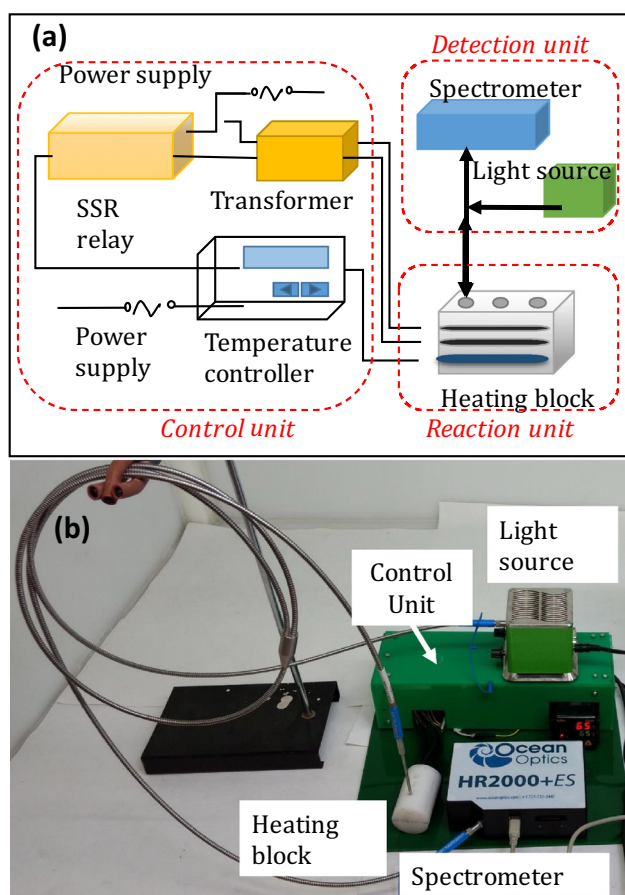 (a)
Detection unit
Power supply
Spectrometer
Light source
SSR
relay
Transformer
Power
supply
Temperature
controller
Heating block
Control unit
Reaction unit
(b)
Light
source
Control
Unit
65
Ocean
Optics
HR2000+ES
Heating
block
Spectrometer